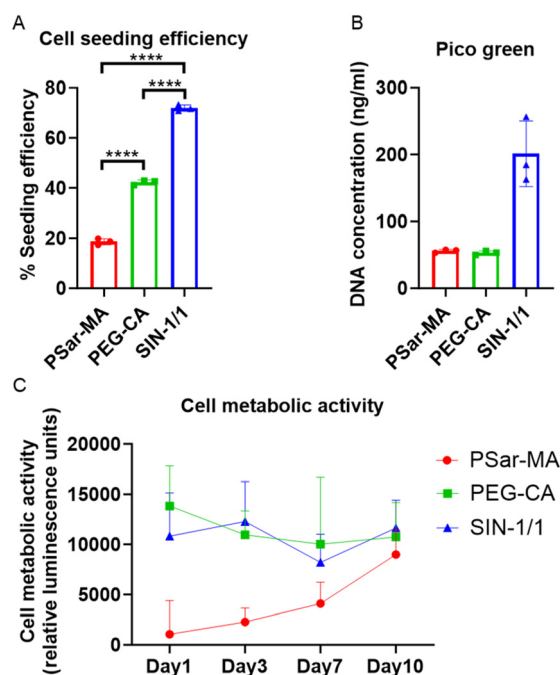 A
Cell seeding efficiency
% Seeding efficiency
80
60
40
20
0
****
****
****
PSar-MA
PEG-CA
SIN-1/1
B
Pico green
DNA concentration (ng/ml)
300
200
100
0
PSar-MA
PEG-CA
SIN-1/1
C
Cell metabolic activity
Cell metabolic activity
(relative luminescence units)
20000
15000
10000
5000
0
Day1 Day3 Day7 Day10
PSar-MA
PEG-CA
SIN-1/1